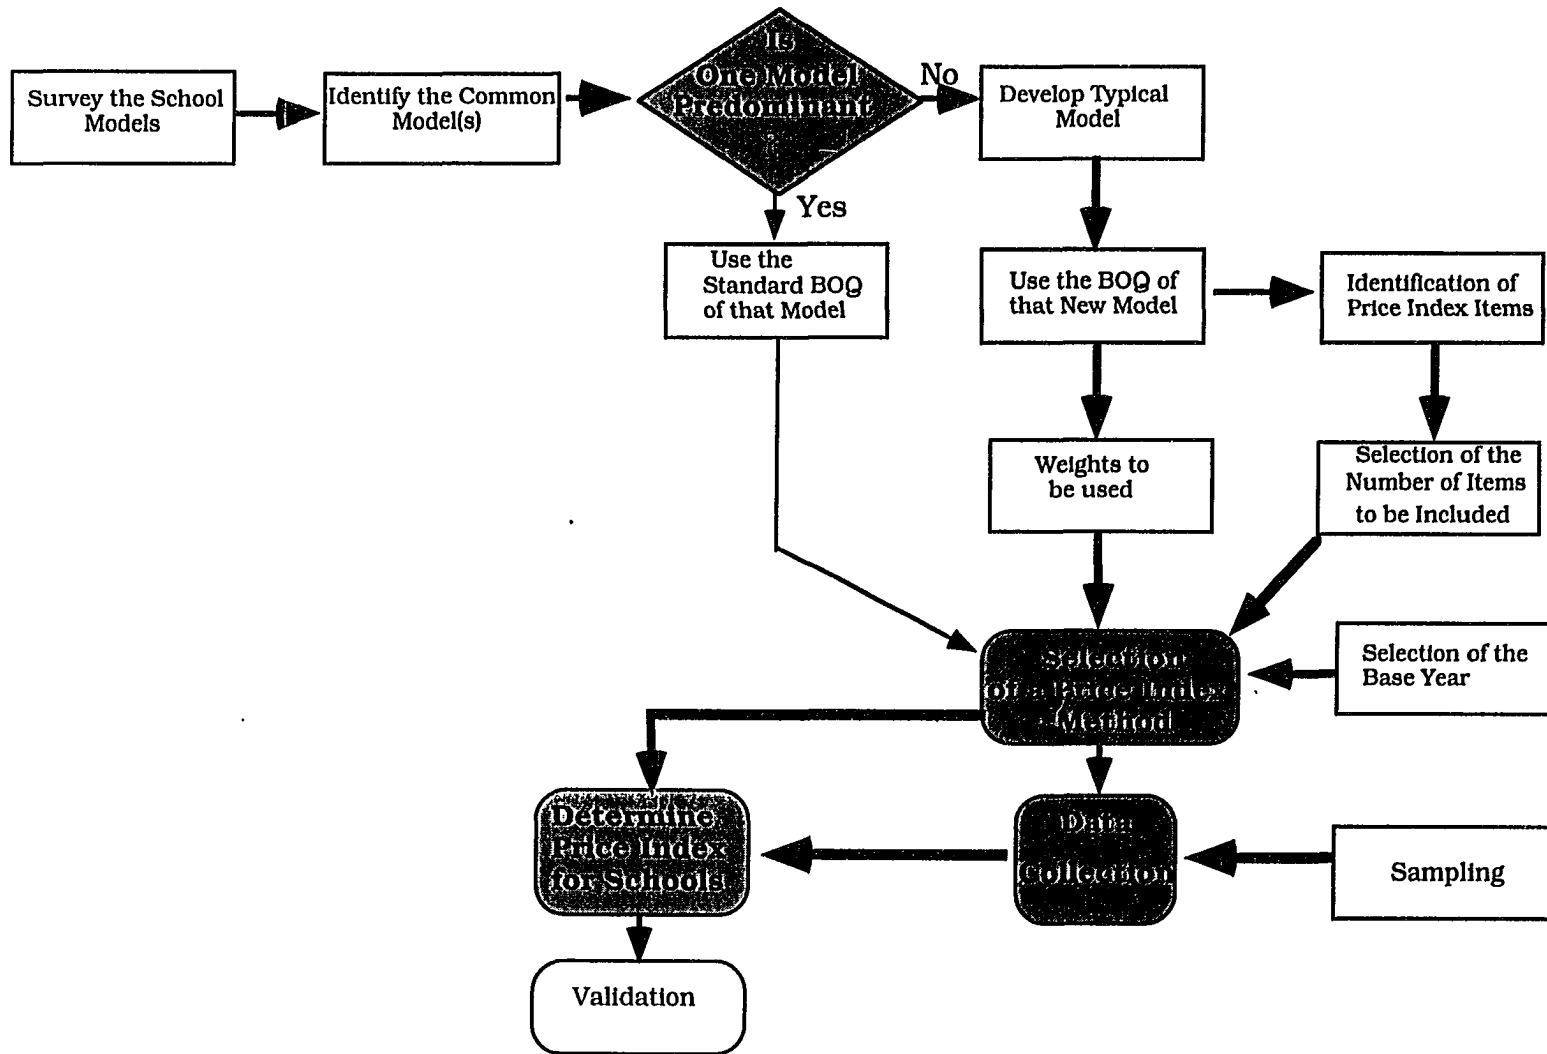 Survey the School
Models
Identify the Common
Model(s)
Is
One Model
Predominant
?
No
Yes
Develop Typical
Model
Use the
Standard BOQ
of that Model
Use the BOQ of
that New Model
Identification of
Price Index Items
Weights to
be used
Selection of the
Number of Items
to be Included
Selection
of a Price Index
Method
Selection of the
Base Year
Determine
Price Index
for Schools
Data
Collection
Sampling
Validation